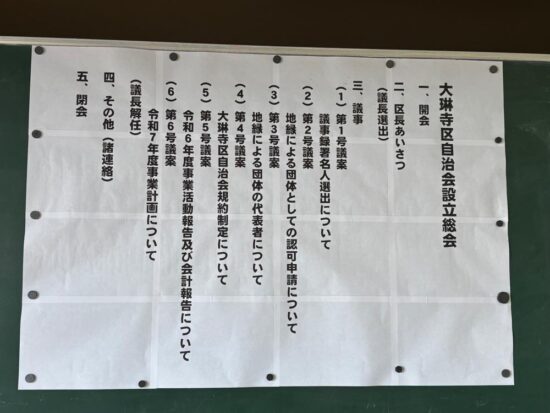 大琳寺区自治会設立総会
一、開会
二、区長あいさつ
(議長選出)
三、議事
(1)第1号議案
議事録署名人選出について
(2)第2号議案
地縁による団体としての認可申請について
(3)第3号議案
地縁による団体の代表者について
(4)第4号議案
大琳寺区自治会規約制定について
(5)第5号議案
令和6年度事業活動報告及び会計報告について
(6)第6号議案
令和7年度事業計画について
(議長解任)
四、その他(諸連絡)
五、閉会